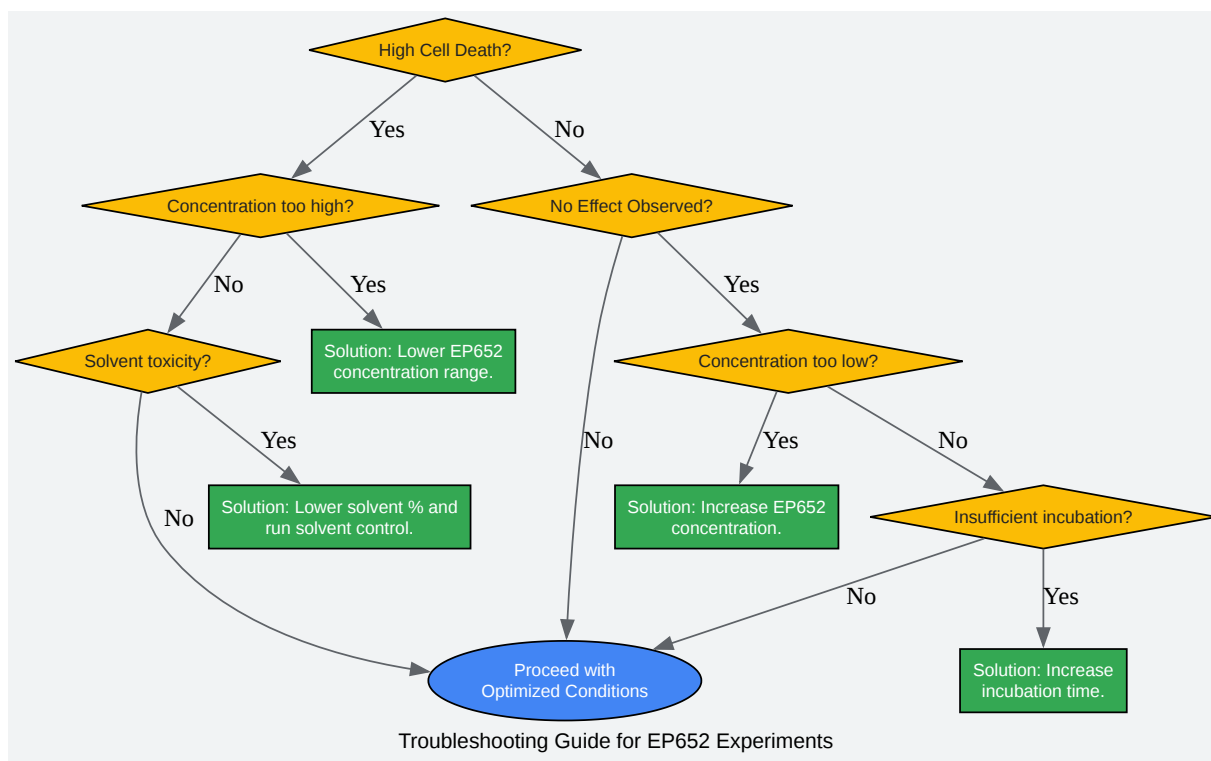 High Cell Death?
Yes
No
Concentration too high?
No Effect Observed?
No
Yes
Yes
Solvent toxicity?
Solution: Lower EP652
concentration range.
Concentration too low?
Yes
No
Yes
No
Solution: Lower solvent % and
run solvent control.
Solution: Increase EP652
concentration.
Insufficient incubation?
No
No
Yes
Proceed with
Optimized Conditions
Solution: Increase
incubation time.
Troubleshooting Guide for EP652 Experiments